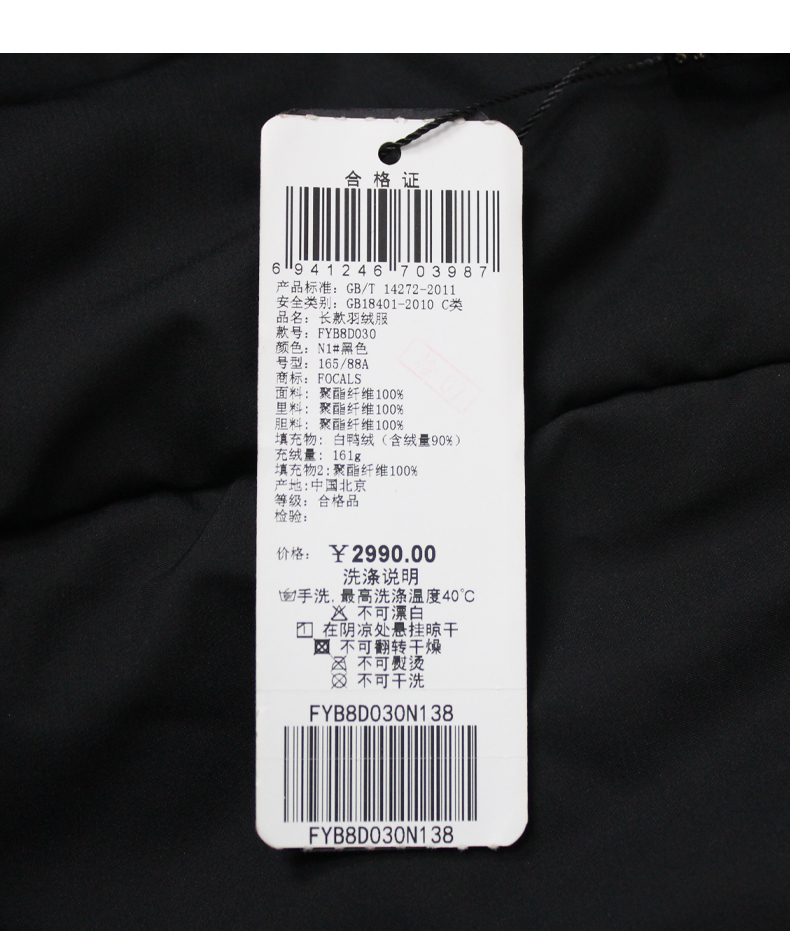 合格证
6 941246 703987
产品标准: GB/T 14272-2011
安全类别: GB18401-2010 C类
品名: 长款羽绒服
款号: FYB8D030
颜色: N1#黑色
号型: 165/88A
商标: FOCALS
面料: 聚酯纤维100%
里料: 聚酯纤维100%
胆料: 聚酯纤维100%
填充物: 白鸭绒（含绒量90%）
充绒量: 161g
填充物2:聚酯纤维100%
产地:中国北京
等级: 合格品
检验:
价格: ￥2990.00
洗涤说明
手洗,最高洗涤温度40℃
不可漂白
在阴凉处悬挂晾干
不可翻转干燥
不可熨烫
不可干洗
FYB8D030N138
FYB8D030N138